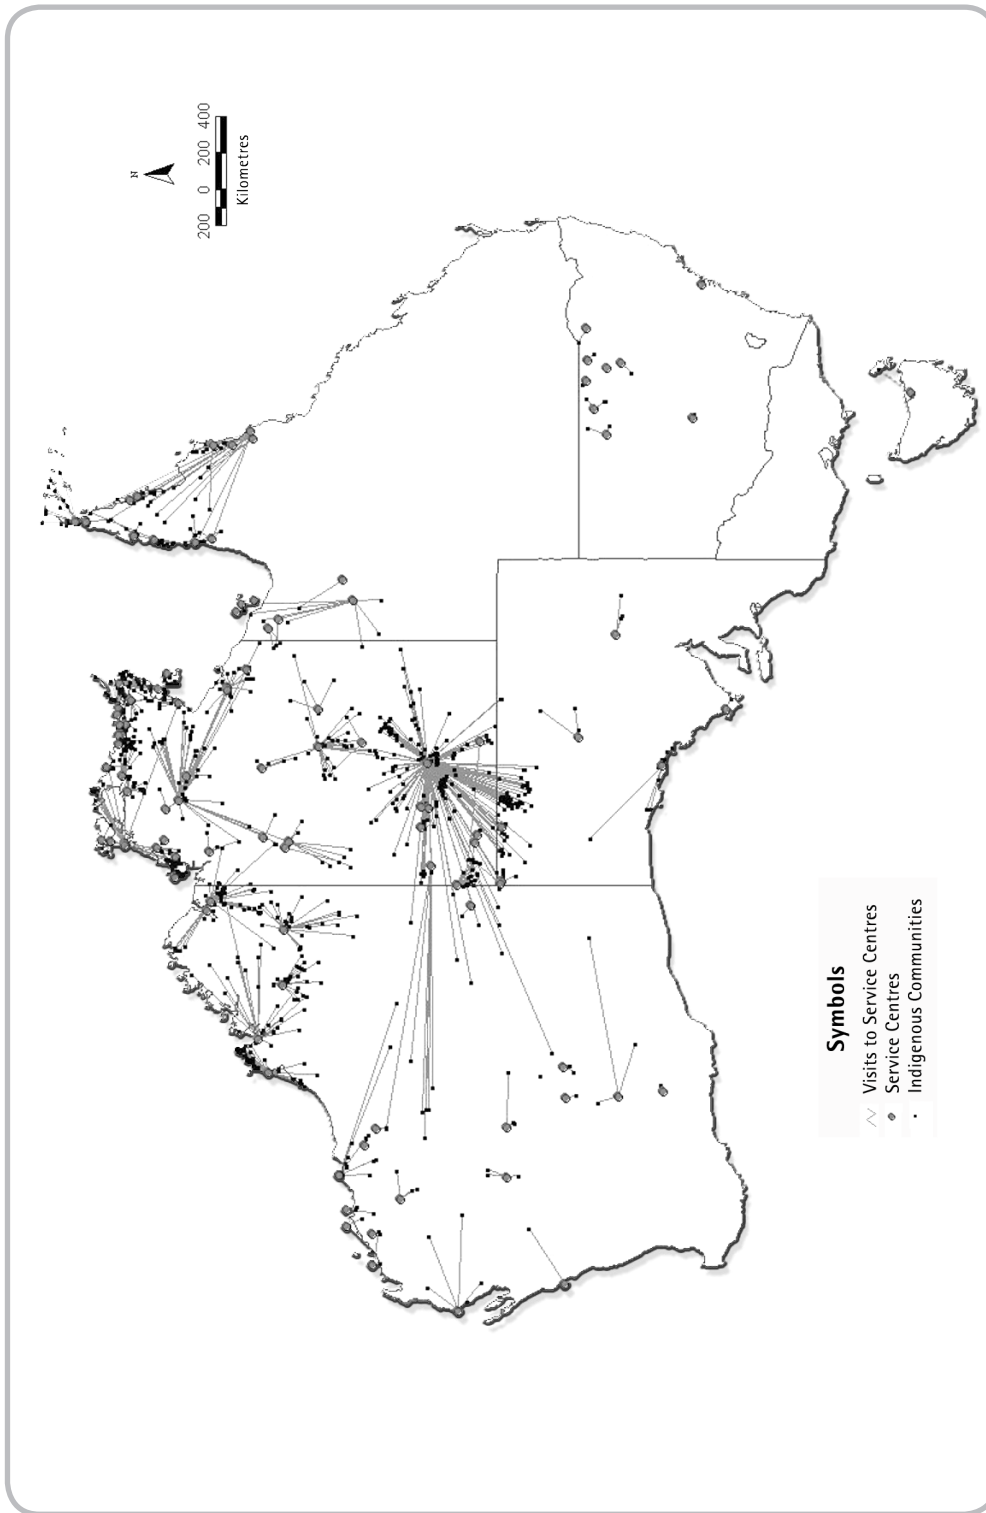 N
200 0 200 400
Kilometres
Symbols
Visits to Service Centres
Service Centres
Indigenous Communities